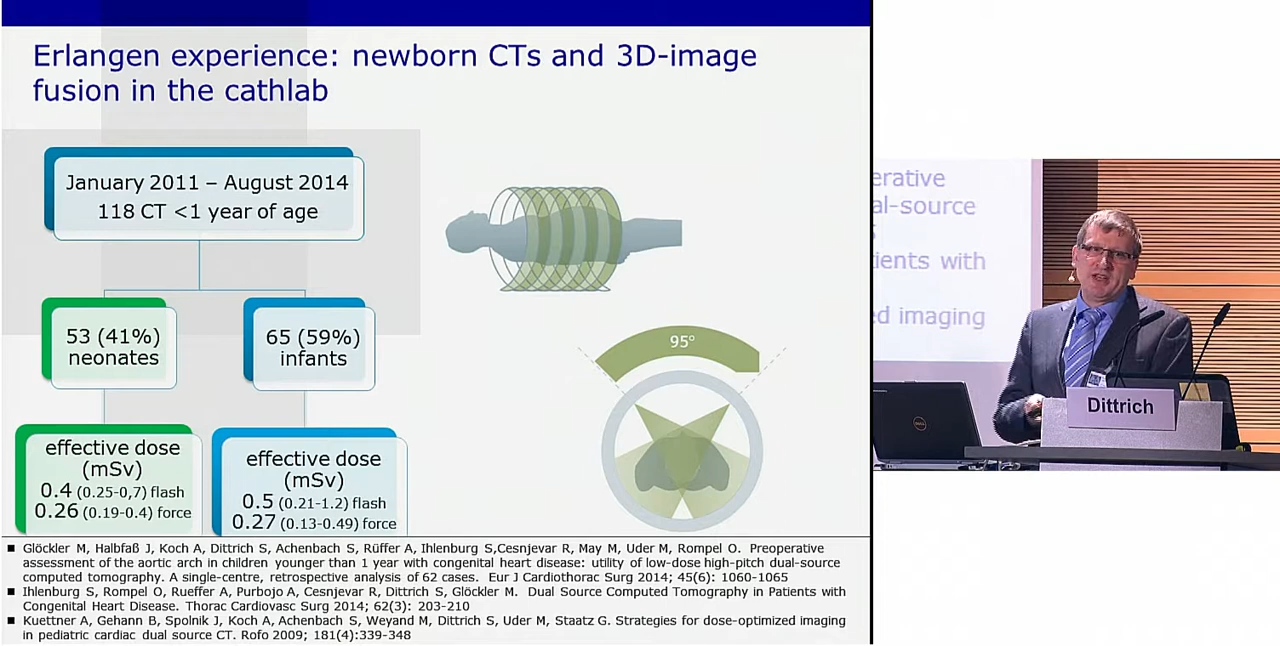 Erlangen experience: newborn CTs and 3D-image
fusion in the cathlab
January 2011 – August 2014
118 CT <1 year of age
53 (41%)
neonates
65 (59%)
infants
effective dose
(mSv)
0.4 (0.25-0,7) flash
0.26 (0.19-0.4) force
effective dose
(mSv)
0.5 (0.21-1.2) flash
0.27 (0.13-0.49) force
95°
■ Glöckler M, Halbfaß J, Koch A, Dittrich S, Achenbach S, Rüffer A, Ihlenburg S,Cesnjevar R, May M, Uder M, Rompel O. Preoperative
assessment of the aortic arch in children younger than 1 year with congenital heart disease: utility of low-dose high-pitch dual-source
computed tomography. A single-centre, retrospective analysis of 62 cases. Eur J Cardiothorac Surg 2014; 45(6): 1060-1065
■ Ihlenburg S, Rompel O, Rueffer A, Purbojo A, Cesnjevar R, Dittrich S, Glöckler M. Dual Source Computed Tomography in Patients with
Congenital Heart Disease. Thorac Cardiovasc Surg 2014; 62(3): 203-210
■ Kuettner A, Gehann B, Spolnik J, Koch A, Achenbach S, Weyand M, Dittrich S, Uder M, Staatz G. Strategies for dose-optimized imaging
in pediatric cardiac dual source CT. Rofo 2009; 181(4):339-348
erative
al-source
ients with
ed imaging
Dittrich
DELL